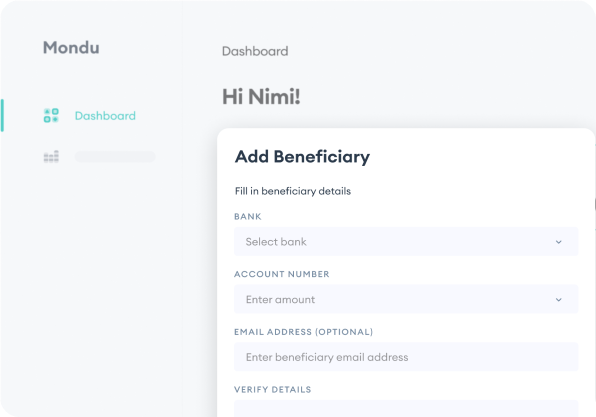 Mondu
Dashboard
Hi Nimi!
Dashboard
Add Beneficiary
Fill in beneficiary details
BANK
Select bank
ACCOUNT NUMBER
Enter amount
EMAIL ADDRESS (OPTIONAL)
Enter beneficiary email address
VERIFY DETAILS